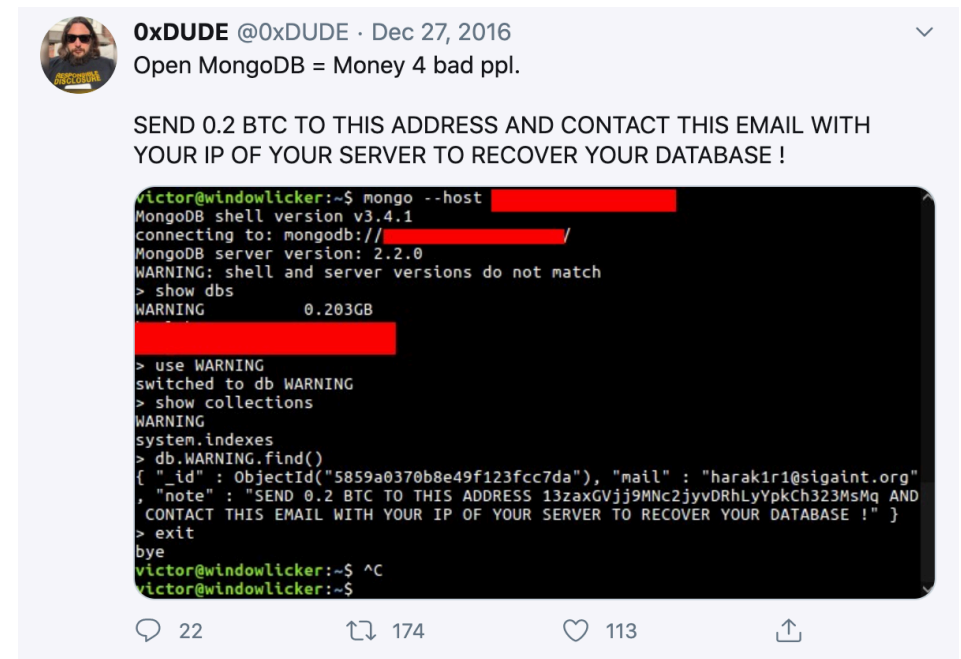 0xDUDE @0xDUDE · Dec 27, 2016
Open MongoDB = Money 4 bad ppl.
SEND 0.2 BTC TO THIS ADDRESS AND CONTACT THIS EMAIL WITH
YOUR IP OF YOUR SERVER TO RECOVER YOUR DATABASE !
RESPONSIBLE
DISCLOSURE
victor@windowlicker:~$ mongo --host
MongoDB shell version v3.4.1
connecting to: mongodb:// /
MongoDB server version: 2.2.0
WARNING: shell and server versions do not match
> show dbs
WARNING 0.203GB
> use WARNING
switched to db WARNING
> show collections
WARNING
system.indexes
> db.WARNING.find()
{ "_id" : ObjectId("5859a0370b8e49f123fcc7da"), "mail" : "harak1r1@sigaint.org"
, "note" : "SEND 0.2 BTC TO THIS ADDRESS 13zaxGVjj9MNc2jyvDRhLyYpkCh323MsMq AND
CONTACT THIS EMAIL WITH YOUR IP OF YOUR SERVER TO RECOVER YOUR DATABASE !" }
> exit
bye
victor@windowlicker:~$ ^C
victor@windowlicker:~$
22 174 113